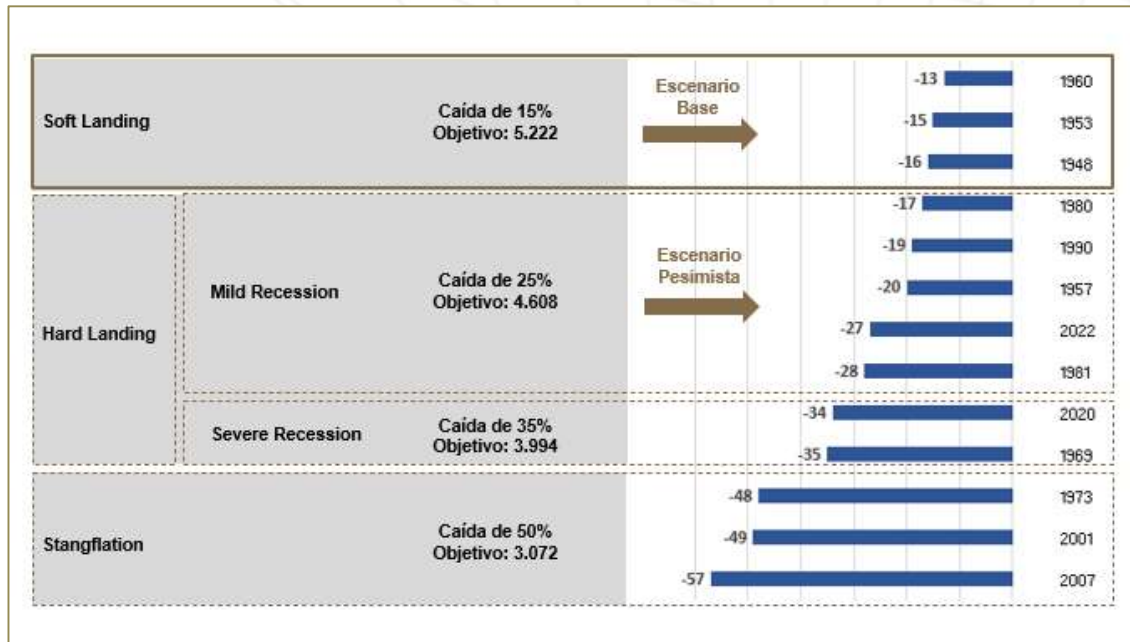 Soft Landing
Caída de 15%
Objetivo: 5.222
Escenario
Base
-13 1960
-15 1953
-16 1948
Hard Landing
Mild Recession
Caída de 25%
Objetivo: 4.608
Escenario
Pesimista
-17 1980
-19 1990
-20 1957
-27 2022
-28 1981
Severe Recession
Caída de 35%
Objetivo: 3.994
-34 2020
-35 1969
Stangflation
Caída de 50%
Objetivo: 3.072
-48 1973
-49 2001
-57 2007